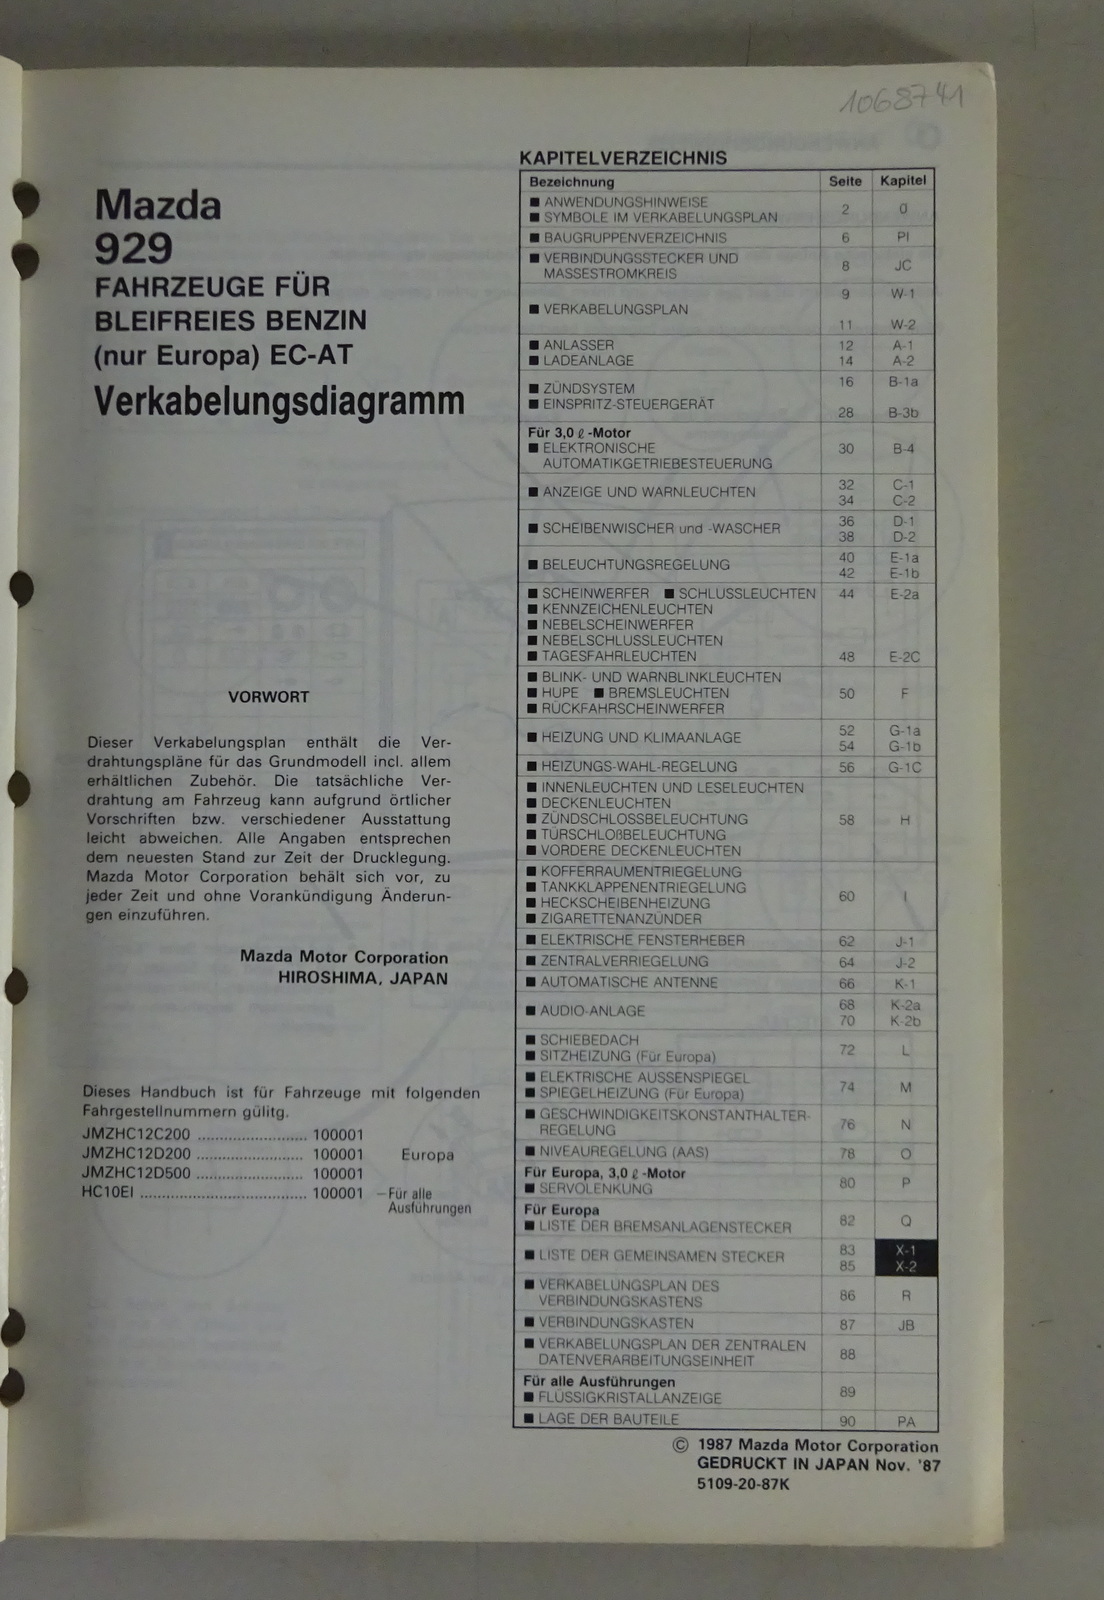 1068741
Mazda
929
FAHRZEUGE FÜR
BLEIFREIES BENZIN
(nur Europa) EC-AT
Verkabelungsdiagramm
VORWORT
Dieser Verkabelungsplan enthält die Ver-
drahtungspläne für das Grundmodell incl. allem
erhältlichen Zubehör. Die tatsächliche Ver-
drahtung am Fahrzeug kann aufgrund örtlicher
Vorschriften bzw. verschiedener Ausstattung
leicht abweichen. Alle Angaben entsprechen
dem neuesten Stand zur Zeit der Drucklegung.
Mazda Motor Corporation behält sich vor, zu
jeder Zeit und ohne Vorankündigung Änderun-
gen einzuführen.
Mazda Motor Corporation
HIROSHIMA, JAPAN
Dieses Handbuch ist für Fahrzeuge mit folgenden
Fahrgestellnummern gülitg.
JMZHC12C200 ........................ 100001
JMZHC12D200 ........................ 100001 Europa
JMZHC12D500 ........................ 100001
HC10EI ................................... 100001 – Für alle
Ausführungen
KAPITELVERZEICHNIS
Bezeichnung Seite Kapitel
■ ANWENDUNGSHINWEISE
■ SYMBOLE IM VERKABELUNGSPLAN 2 0
■ BAUGRUPPENVERZEICHNIS 6 PI
■ VERBINDUNGSSTECKER UND
MASSESTROMKREIS 8 JC
9 W-1
■ VERKABELUNGSPLAN
11 W-2
■ ANLASSER 12 A-1
■ LADEANLAGE 14 A-2
■ ZÜNDSYSTEM 16 B-1a
■ EINSPRITZ-STEUERGERÄT 28 B-3b
Für 3,0 ℓ -Motor
■ ELEKTRONISCHE 30 B-4
AUTOMATIKGETRIEBESTEUERUNG
■ ANZEIGE UND WARNLEUCHTEN 32 C-1
34 C-2
■ SCHEIBENWISCHER und -WASCHER 36 D-1
38 D-2
■ BELEUCHTUNGSREGELUNG 40 E-1a
42 E-1b
■ SCHEINWERFER ■ SCHLUSSLEUCHTEN 44 E-2a
■ KENNZEICHENLEUCHTEN
■ NEBELSCHEINWERFER
■ NEBELSCHLUSSLEUCHTEN
■ TAGESFAHRLEUCHTEN 48 E-2C
■ BLINK- UND WARNBLINKLEUCHTEN
■ HUPE ■ BREMSLEUCHTEN 50 F
■ RÜCKFAHRSCHEINWERFER
■ HEIZUNG UND KLIMAANLAGE 52 G-1a
54 G-1b
■ HEIZUNGS-WAHL-REGELUNG 56 G-1C
■ INNENLEUCHTEN UND LESELEUCHTEN
■ DECKENLEUCHTEN
■ ZÜNDSCHLOSSBELEUCHTUNG 58 H
■ TÜRSCHLOßBELEUCHTUNG
■ VORDERE DECKENLEUCHTEN
■ KOFFERRAUMENTRIEGELUNG
■ TANKKLAPPENENTRIEGELUNG 60 I
■ HECKSCHEIBENHEIZUNG
■ ZIGARETTENANZÜNDER
■ ELEKTRISCHE FENSTERHEBER 62 J-1
■ ZENTRALVERRIEGELUNG 64 J-2
■ AUTOMATISCHE ANTENNE 66 K-1
■ AUDIO-ANLAGE 68 K-2a
70 K-2b
■ SCHIEBEDACH 72 L
■ SITZHEIZUNG (Für Europa)
■ ELEKTRISCHE AUSSENSPIEGEL 74 M
■ SPIEGELHEIZUNG (Für Europa)
■ GESCHWINDIGKEITSKONSTANTHALTER-
REGELUNG 76 N
■ NIVEAUREGELUNG (AAS) 78 O
Für Europa, 3,0 ℓ -Motor
■ SERVOLENKUNG 80 P
Für Europa
■ LISTE DER BREMSANLAGENSTECKER 82 Q
■ LISTE DER GEMEINSAMEN STECKER 83 X-1
85 X-2
■ VERKABELUNGSPLAN DES
VERBINDUNGSKASTENS 86 R
■ VERBINDUNGSKASTEN 87 JB
■ VERKABELUNGSPLAN DER ZENTRALEN
DATENVERARBEITUNGSEINHEIT 88
Für alle Ausführungen
■ FLÜSSIGKRISTALLANZEIGE 89
■ LAGE DER BAUTEILE 90 PA
© 1987 Mazda Motor Corporation
GEDRUCKT IN JAPAN Nov. '87
5109-20-87K